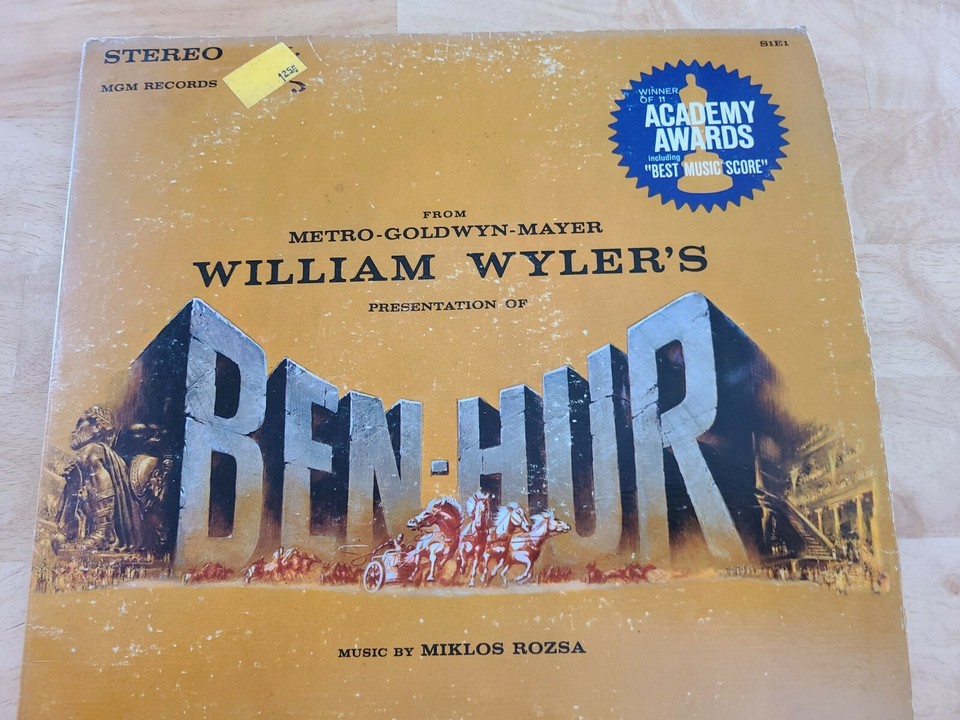 STEREO
MGM RECORDS
S1E1
WINNER
OF 11
ACADEMY
AWARDS
including
"BEST MUSIC SCORE"
FROM
METRO-GOLDWYN-MAYER
WILLIAM WYLER'S
PRESENTATION OF
BEN-HUR
MUSIC BY MIKLOS ROZSA